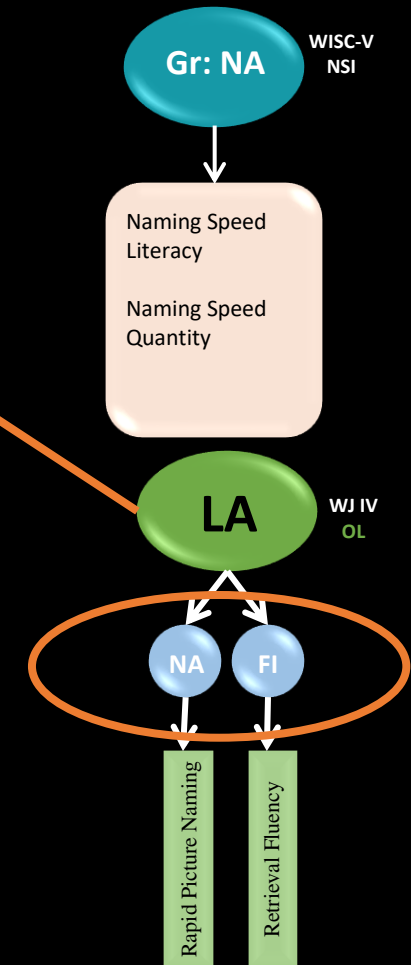 Gr: NA
WISC-V
NSI
Naming Speed
Literacy
Naming Speed
Quantity
LA
WJ IV
OL
NA
FI
Rapid Picture Naming
Retrieval Fluency